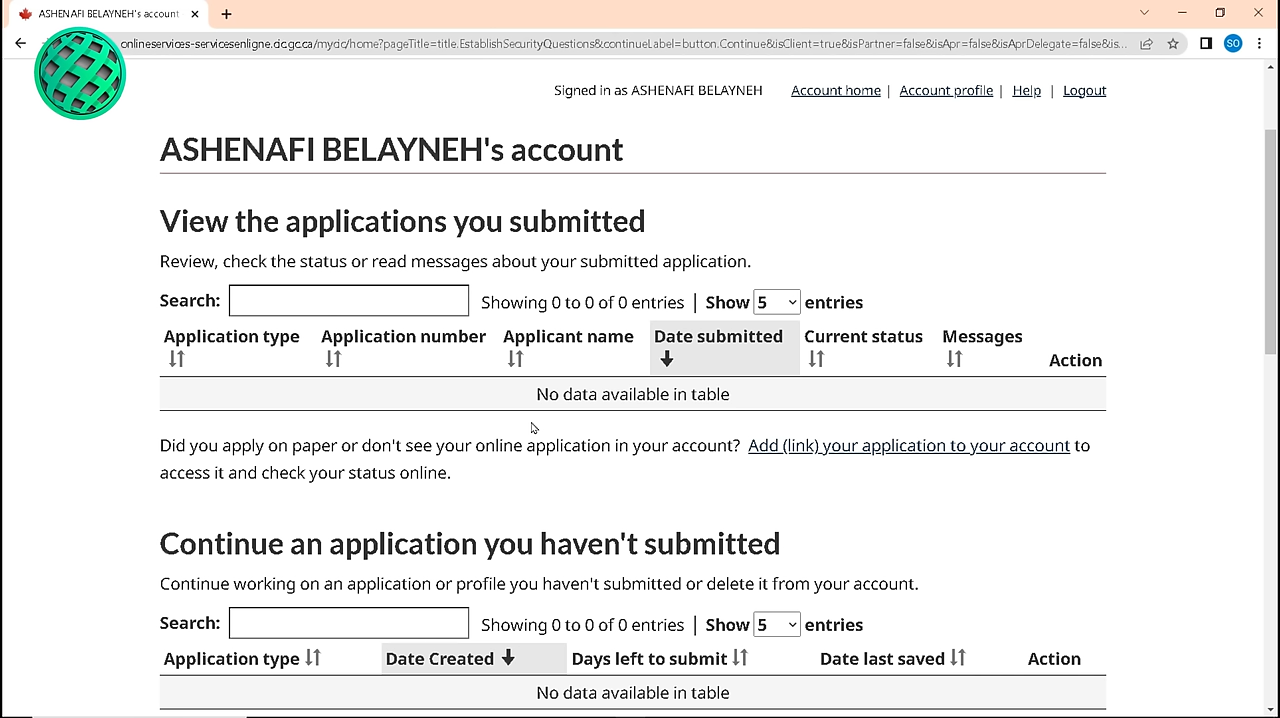 ASHENAFI BELAYNEH's account
onlineservices-servicesenligne.cic.gc.ca/mycic/home?pageTitle=title.EstablishSecurityQuestions&continueLabel=button.Continue&isClient=true&isPartner=false&isApr=false&isAprDelegate=false&is...
SO
Signed in as ASHENAFI BELAYNEH Account home | Account profile | Help | Logout
ASHENAFI BELAYNEH's account
View the applications you submitted
Review, check the status or read messages about your submitted application.
Search: Showing 0 to 0 of 0 entries | Show 5 entries
Application type Application number Applicant name Date submitted Current status Messages Action
No data available in table
Did you apply on paper or don't see your online application in your account? Add (link) your application to your account to
access it and check your status online.
Continue an application you haven't submitted
Continue working on an application or profile you haven't submitted or delete it from your account.
Search: Showing 0 to 0 of 0 entries | Show 5 entries
Application type Date Created Days left to submit Date last saved Action
No data available in table